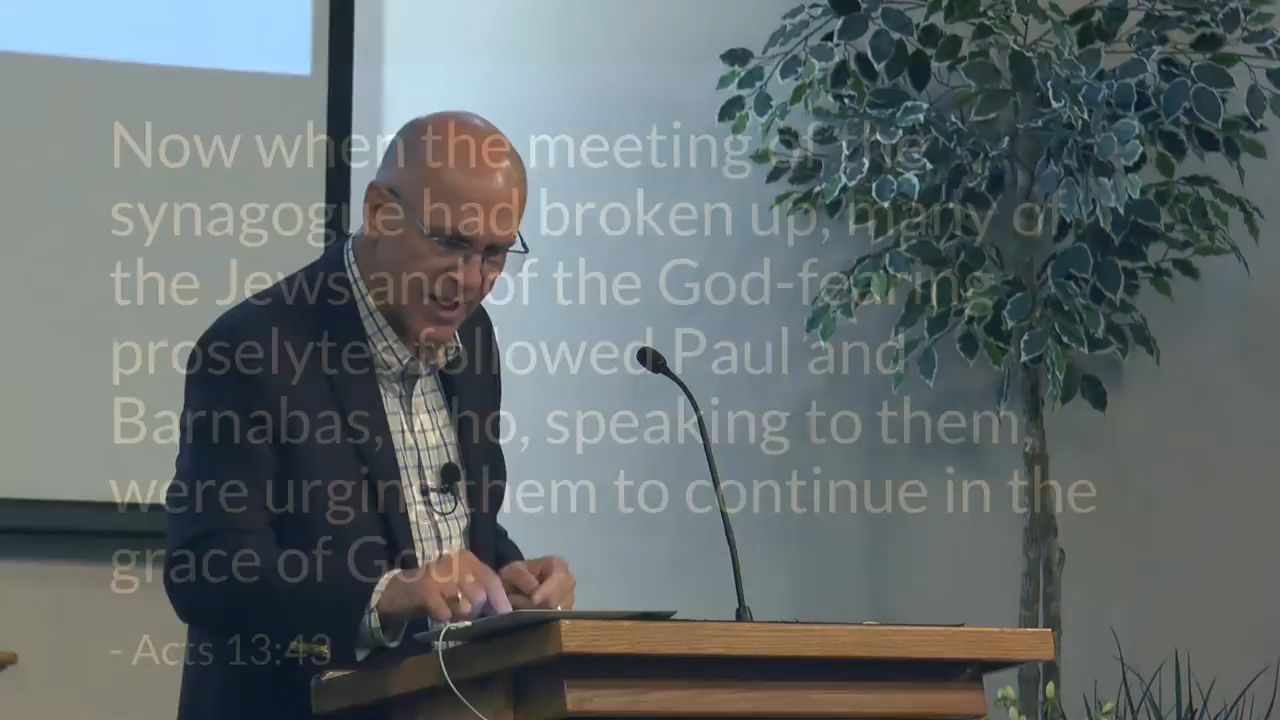 Now when the meeting of the
synagogue had broken up, many of
the Jews and of the God-fearing
proselytes followed Paul and
Barnabas, who, speaking to them,
were urging them to continue in the
grace of God.
- Acts 13:43